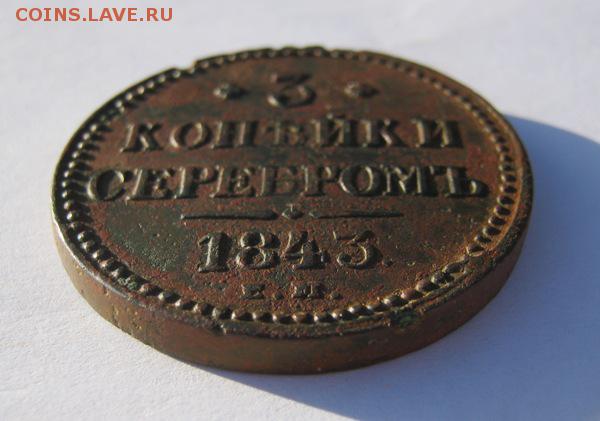 COINS.LAVE.RU
3
КОПѢЙКИ
СЕРЕБРОМЪ
1843.
Е.М.